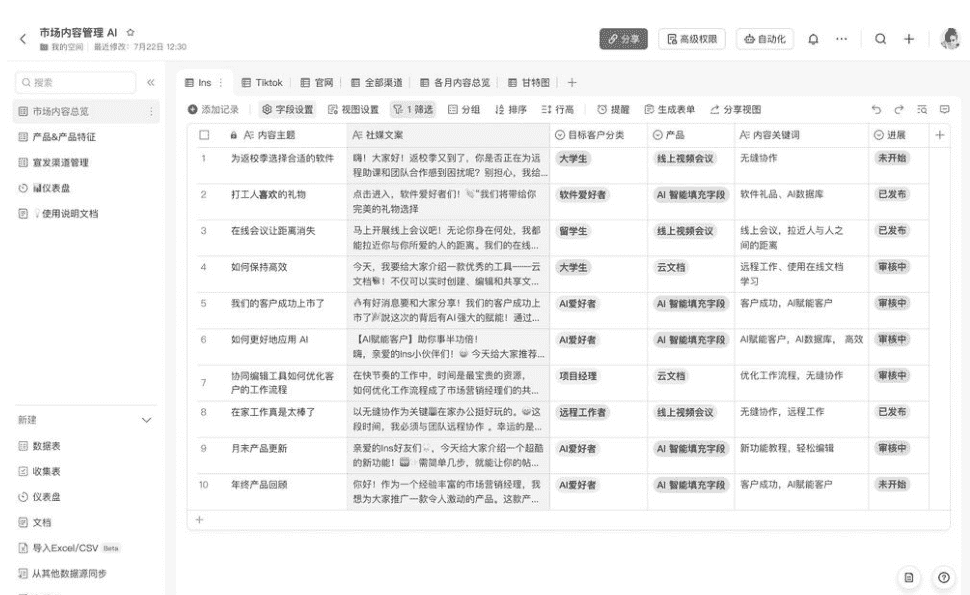 市场内容管理 AI
我的空间 最近修改：7月22日 12:30
分享 高级权限 自动化
搜索
市场内容总览
产品&产品特征
宣发渠道管理
仪表盘
使用说明文档
新建
数据表
收集表
仪表盘
文档
导入Excel/CSV Beta
从其他数据源同步
Ins Tiktok 官网 全部渠道 各月内容总览 甘特图
添加记录 字段设置 视图设置 1 筛选 分组 排序 行高 提醒 生成表单 分享视图
内容主题 社媒文案 目标客户分类 产品 内容关键词 进展
1 为返校季选择合适的软件 嗨！大家好！返校季又到了，你是否正在为远 大学生 线上视频会议 无缝协作 未开始
程助课和团队合作感到困扰呢？别担心，我给...
2 打工人喜欢的礼物 点击进入，软件爱好者们！“我们将带给你 软件爱好者 AI 智能填充字段 软件礼品、AI数据库 已发布
完美的礼物选择
3 在线会议让距离消失 马上开展线上会议吧！无论你身在何处，我都 留学生 线上视频会议 线上会议，拉近人与人之 已发布
能拉近你与你所爱的人的距离。我们的在线... 间的距离
4 如何保持高效 今天，我要给大家介绍一款优秀的工具——云 大学生 云文档 远程工作、使用在线文档 审核中
文档！不仅可以实时创建、编辑和共享文... 学习
5 我们的客户成功上市了 有好消息要和大家分享！我们的客户成功上 AI爱好者 AI 智能填充字段 客户成功，AI赋能客户 审核中
市了說这次的背后有AI强大的赋能！通过...
6 如何更好地应用 AI 【AI赋能客户】助你事半功倍！ AI爱好者 AI 智能填充字段 AI赋能客户，AI数据库， 高效 审核中
嗨，亲爱的Ins小伙伴们！今天给大家推荐...
7 协同编辑工具如何优化客 在快节奏的工作中，时间是最宝贵的资源， 项目经理 云文档 优化工作流程，无缝协作 审核中
户的工作流程 如何优化工作流程成了市场营销经理们的共...
8 在家工作真是太棒了 以无缝协作为关键屬在家办公挺好玩的。这 远程工作者 线上视频会议 无缝协作，远程工作 已发布
段时间，我必须与团队远程协作 。幸运的是...
9 月末产品更新 亲爱的Ins好友们，今天给大家介绍一个超酷 AI爱好者 AI 智能填充字段 新功能教程，轻松编辑 审核中
的新功能！需简单几步，就能让你的帖...
10 年终产品回顾 你好！作为一个经验丰富的市场营销经理，我 AI爱好者 AI 智能填充字段 客户成功，AI赋能客户 未开始
想为大家推广一款令人激动的产品。这款产...